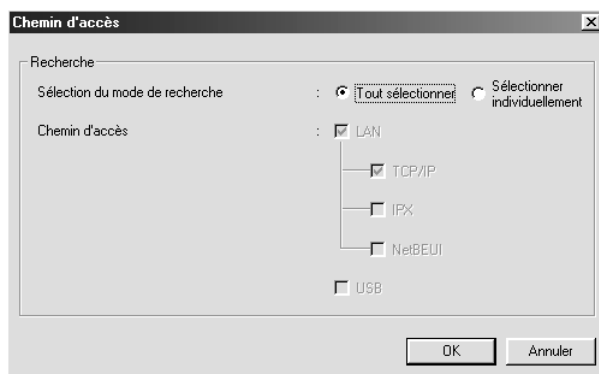 Chemin d'accès
Recherche
Sélection du mode de recherche : Tout sélectionner Sélectionner individuellement
Chemin d'accès : LAN
TCP/IP
IPX
NetBEUI
USB
OK Annuler